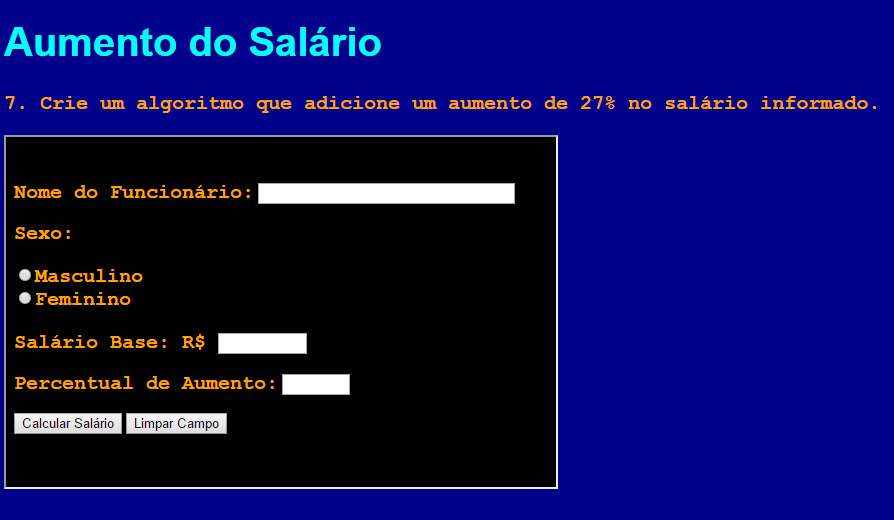 Aumento do Salário
7. Crie um algoritmo que adicione um aumento de 27% no salário informado.
Nome do Funcionário:
Sexo:
Masculino
Feminino
Salário Base: R$
Percentual de Aumento:
Calcular Salário Limpar Campo